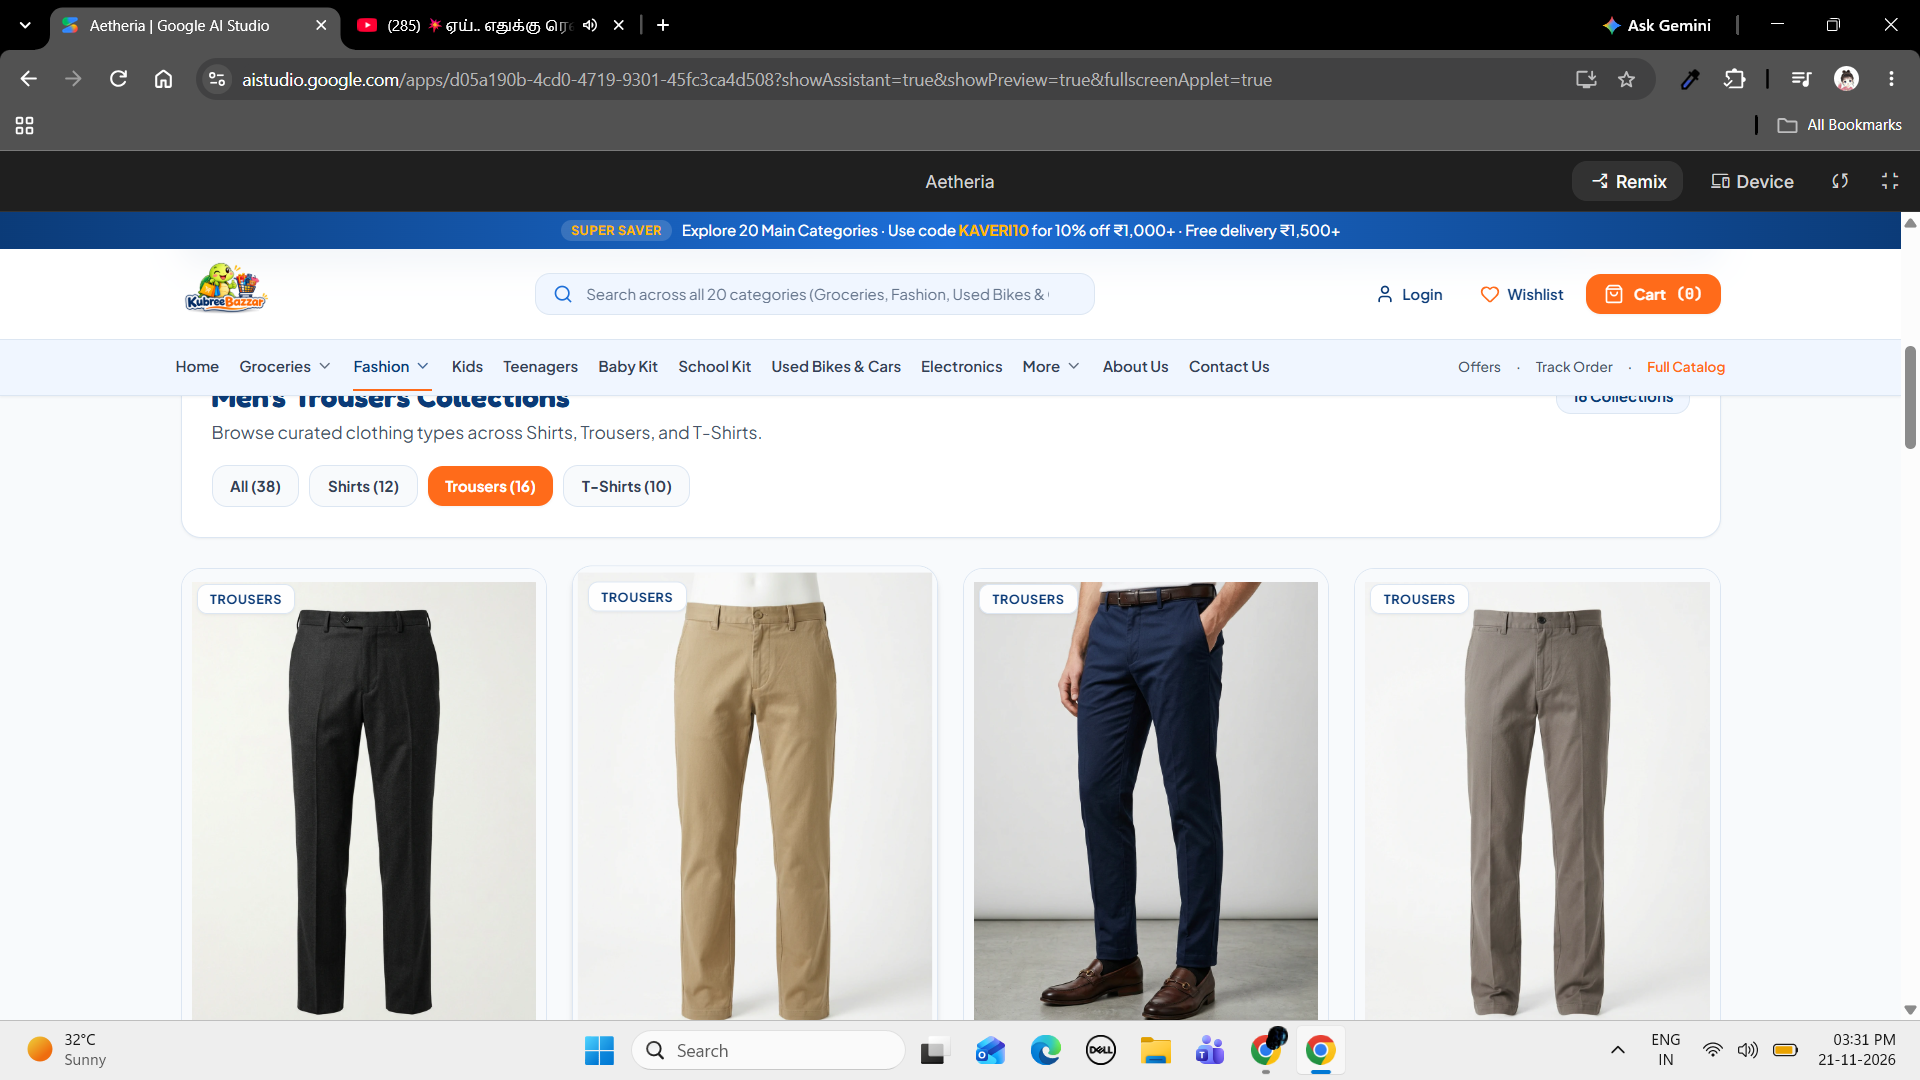 Aetheria | Google AI Studio
(285) 💥ஏய்.. எதுக்கு
Ask Gemini
aistudio.google.com/apps/d05a190b-4cd0-4719-9301-45fc3ca4d508?showAssistant=true&showPreview=true&fullscreenApplet=true
All Bookmarks
Aetheria
Remix
Device
SUPER SAVER Explore 20 Main Categories · Use code KAVERI10 for 10% off ₹1,000+ · Free delivery ₹1,500+
KubreeBazzar
Search across all 20 categories (Groceries, Fashion, Used Bikes &
Login
Wishlist
Cart (0)
Home Groceries Fashion Kids Teenagers Baby Kit School Kit Used Bikes & Cars Electronics More About Us Contact Us
Offers · Track Order · Full Catalog
Men's Trousers Collections
16 Collections
Browse curated clothing types across Shirts, Trousers, and T-Shirts.
All (38) Shirts (12) Trousers (16) T-Shirts (10)
TROUSERS
TROUSERS
TROUSERS
TROUSERS
32°C
Sunny
Search
DELL
ENG
IN
03:31 PM
21-11-2026